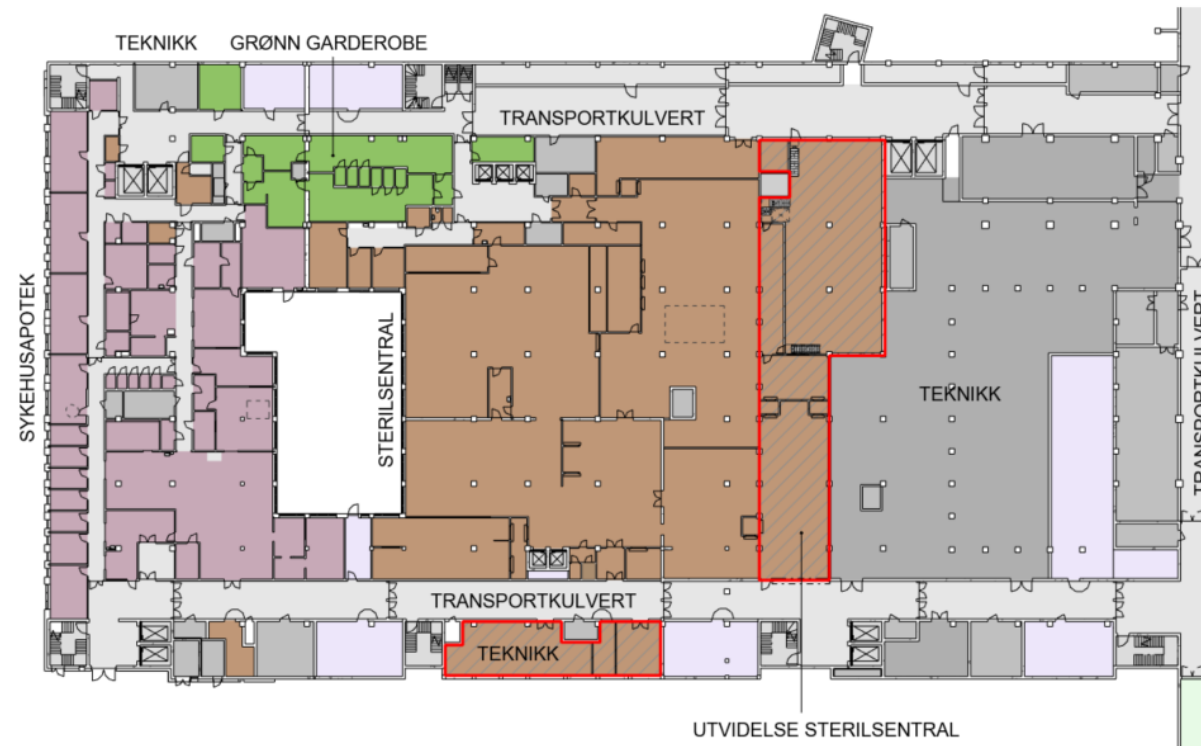 TEKNIKK
GRØNN GARDEROBE
TRANSPORTKULVERT
SYKEHUSAPOTEK
STERILSENTRAL
TEKNIKK
TRANSPORTKULVERT
TRANSPORTKULVERT
TEKNIKK
UTVIDELSE STERILSENTRAL